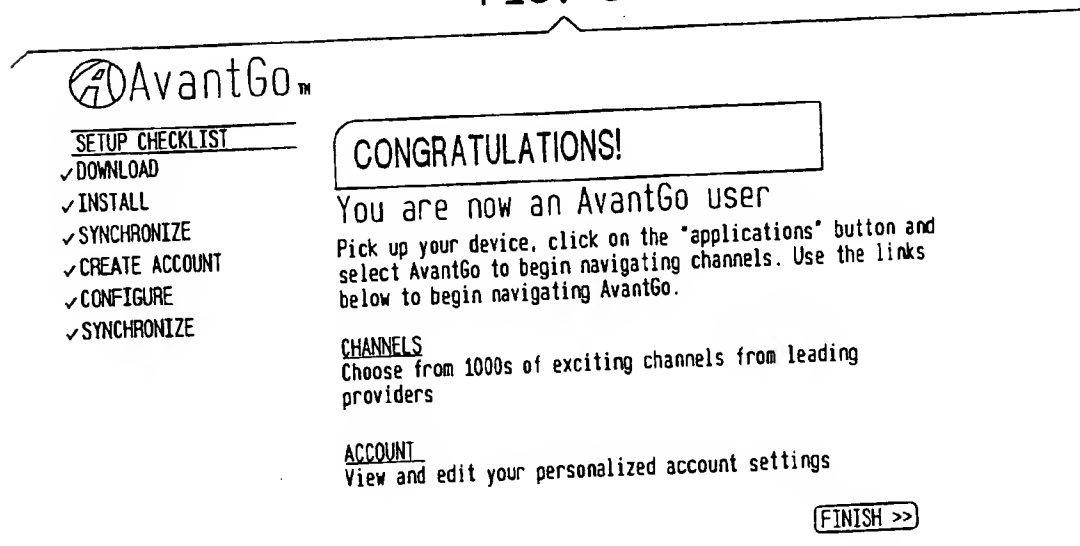 AvantGo™
SETUP CHECKLIST
✓DOWNLOAD
✓INSTALL
✓SYNCHRONIZE
✓CREATE ACCOUNT
✓CONFIGURE
✓SYNCHRONIZE
CONGRATULATIONS!
You are now an AvantGo user
Pick up your device, click on the "applications" button and
select AvantGo to begin navigating channels. Use the links
below to begin navigating AvantGo.
CHANNELS
Choose from 1000s of exciting channels from leading
providers
ACCOUNT
View and edit your personalized account settings
FINISH >>